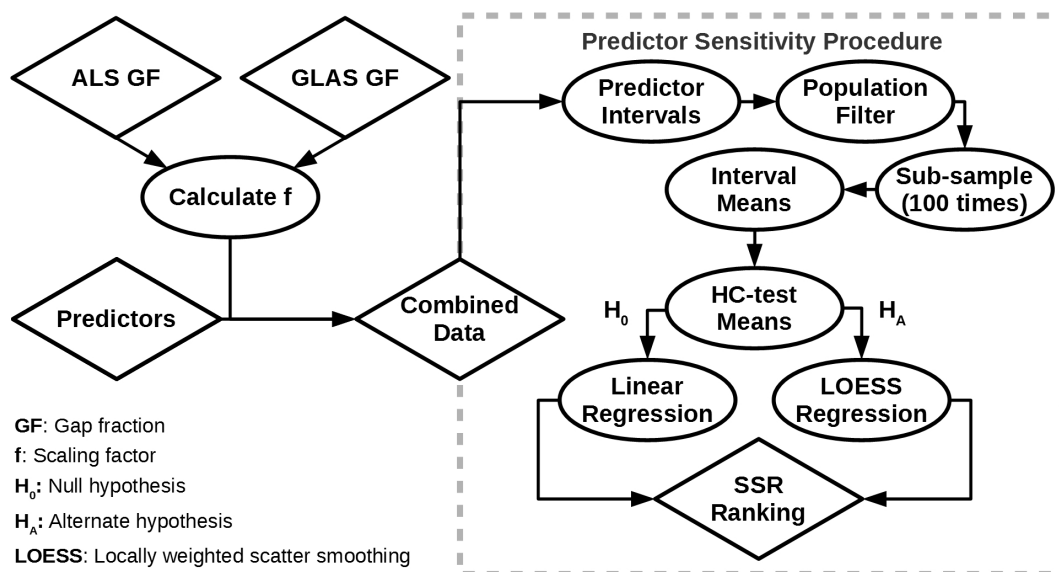 Predictor Sensitivity Procedure
ALS GF
GLAS GF
Predictor
Intervals
Population
Filter
Calculate f
Interval
Means
Sub-sample
(100 times)
Predictors
Combined
Data
HC-test
Means
H0
HA
Linear
Regression
LOESS
Regression
SSR
Ranking
GF: Gap fraction
f: Scaling factor
H0: Null hypothesis
HA: Alternate hypothesis
LOESS: Locally weighted scatter smoothing